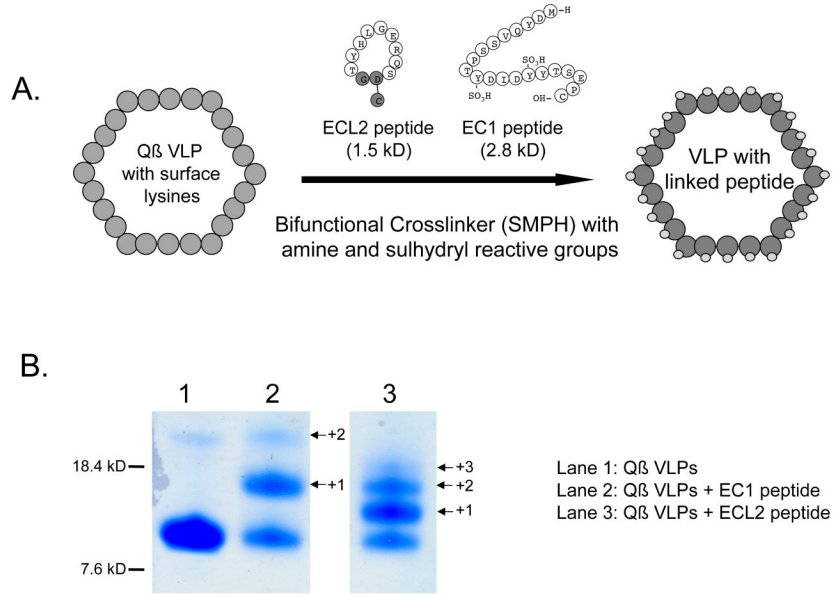 A.
Qß VLP
with surface
lysines
T
Y
H
L
G
E
R
Q
S
D
G
C
ECL2 peptide
(1.5 kD)
H
M
D
Y
Q
V
S
S
P
T
Y
D
I
D
Y
Y
T
S
E
P
C
OH-
SO₃H
SO₃H
EC1 peptide
(2.8 kD)
Bifunctional Crosslinker (SMPH) with
amine and sulhydryl reactive groups
VLP with
linked peptide
B.
1 2 3
18.4 kD
7.6 kD
+2
+1
+3
+2
+1
Lane 1: Qß VLPs
Lane 2: Qß VLPs + EC1 peptide
Lane 3: Qß VLPs + ECL2 peptide